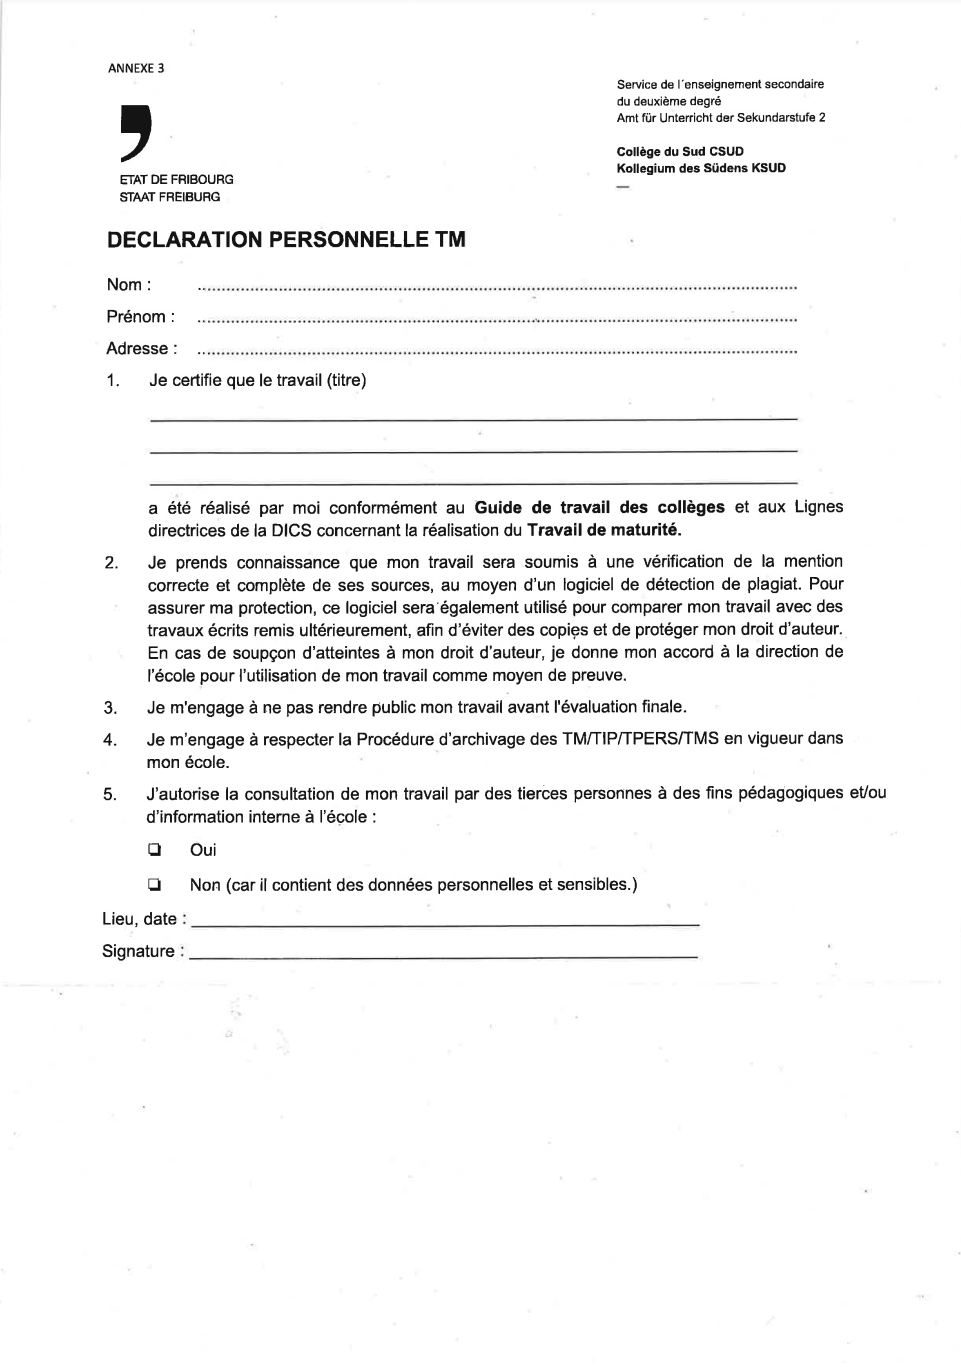 ANNEXE 3
Service de l'enseignement secondaire
du deuxième degré
Amt für Unterricht der Sekundarstufe 2
Collège du Sud CSUD
Kollegium des Südens KSUD
—
ETAT DE FRIBOURG
STAAT FREIBURG
DECLARATION PERSONNELLE TM
Nom : ........................................................................
Prénom : ........................................................................
Adresse : ........................................................................
1. Je certifie que le travail (titre)
a été réalisé par moi conformément au Guide de travail des collèges et aux Lignes
directrices de la DICS concernant la réalisation du Travail de maturité.
2. Je prends connaissance que mon travail sera soumis à une vérification de la mention
correcte et complète de ses sources, au moyen d'un logiciel de détection de plagiat. Pour
assurer ma protection, ce logiciel sera également utilisé pour comparer mon travail avec des
travaux écrits remis ultérieurement, afin d'éviter des copies et de protéger mon droit d'auteur.
En cas de soupçon d'atteintes à mon droit d'auteur, je donne mon accord à la direction de
l'école pour l'utilisation de mon travail comme moyen de preuve.
3. Je m'engage à ne pas rendre public mon travail avant l'évaluation finale.
4. Je m'engage à respecter la Procédure d'archivage des TM/TIP/TPERS/TMS en vigueur dans
mon école.
5. J'autorise la consultation de mon travail par des tierces personnes à des fins pédagogiques et/ou
d'information interne à l'école :
❑ Oui
❑ Non (car il contient des données personnelles et sensibles.)
Lieu, date : ____________________
Signature : ____________________